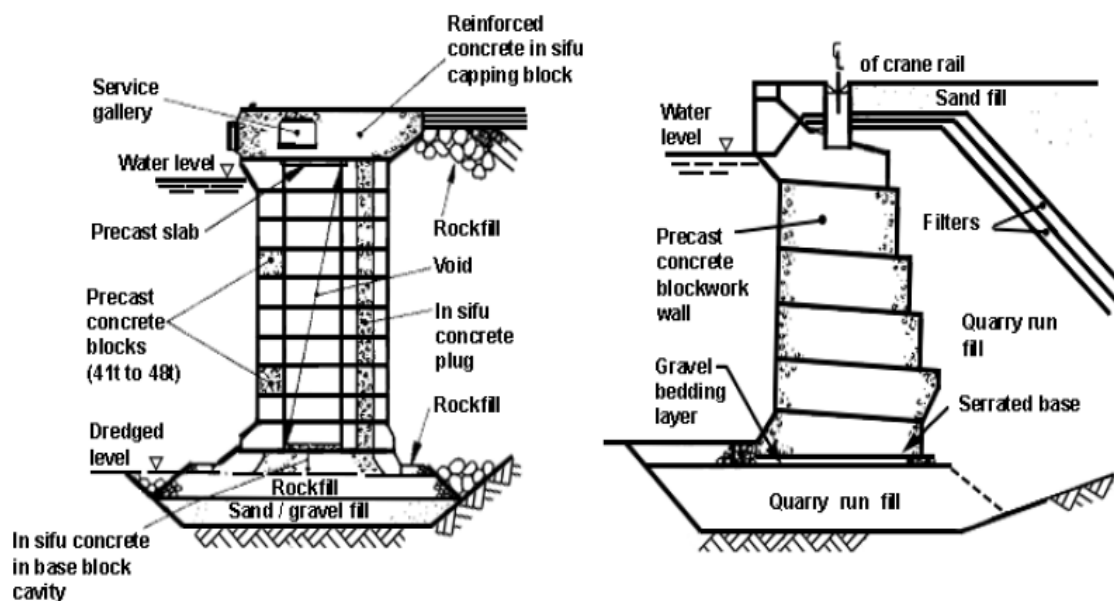 Reinforced
concrete in sifu
capping block
Service
gallery
Water level
Precast slab
Rockfill
Void
Precast
concrete
blocks
(41t to 48t)
In sifu
concrete
plug
Rockfill
Dredged
level
Rockfill
Sand / gravel fill
In sifu concrete
in base block
cavity
℄ of crane rail
Sand fill
Water
level
Precast
concrete
blockwork
wall
Filters
Quarry run
fill
Gravel
bedding
layer
Serrated base
Quarry run fill